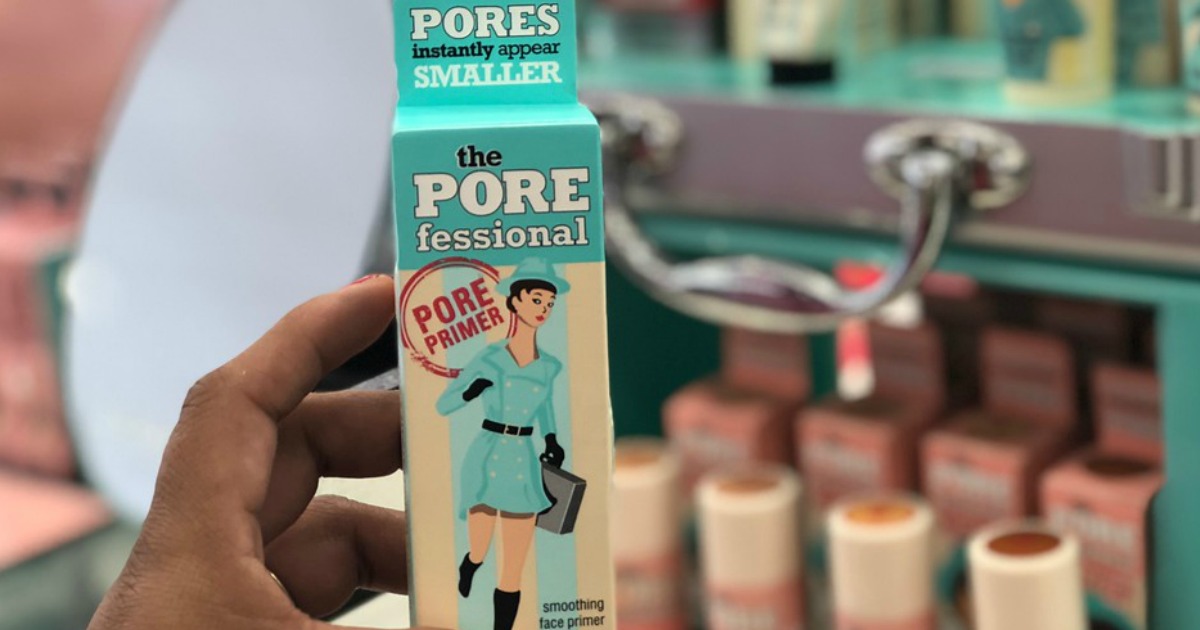 PORES
instantly appear
SMALLER
the
PORE
fessional
PORE
PRIMER
smoothing
face primer